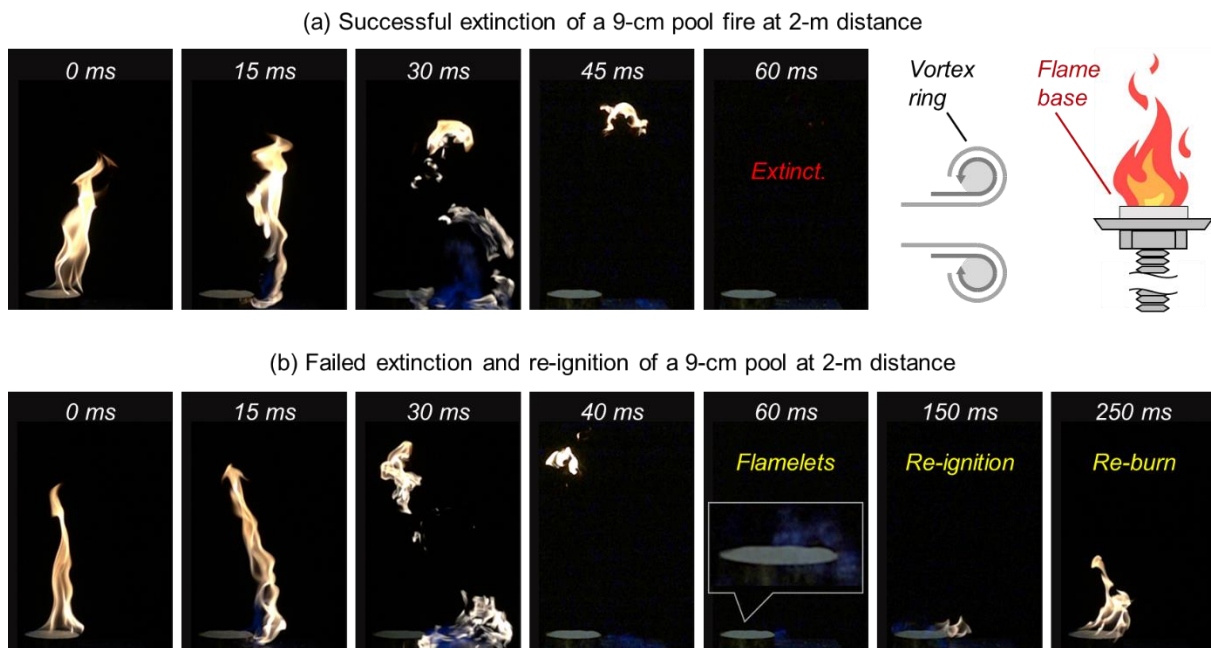 (a) Successful extinction of a 9-cm pool fire at 2-m distance
0 ms
15 ms
30 ms
45 ms
60 ms
Extinct.
Vortex
ring
Flame
base
(b) Failed extinction and re-ignition of a 9-cm pool at 2-m distance
0 ms
15 ms
30 ms
40 ms
60 ms
150 ms
250 ms
Flamelets
Re-ignition
Re-burn